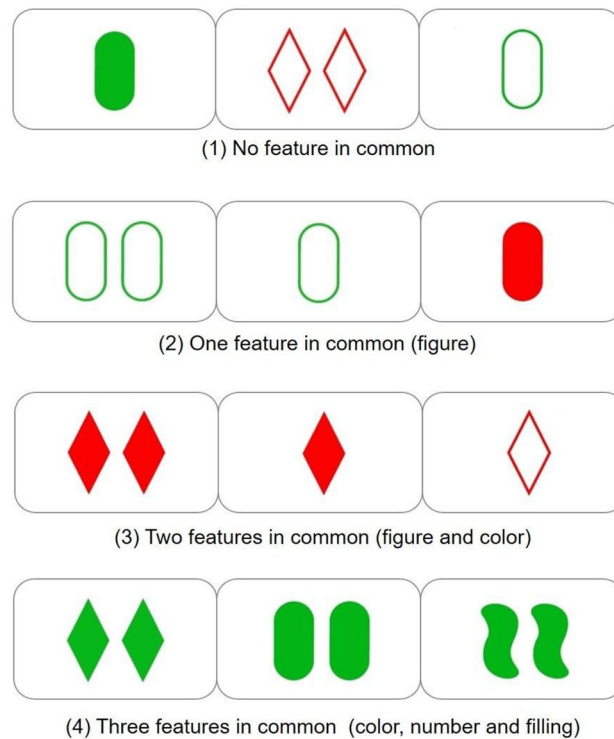 (1) No feature in common
(2) One feature in common (figure)
(3) Two features in common (figure and color)
(4) Three features in common (color, number and filling)